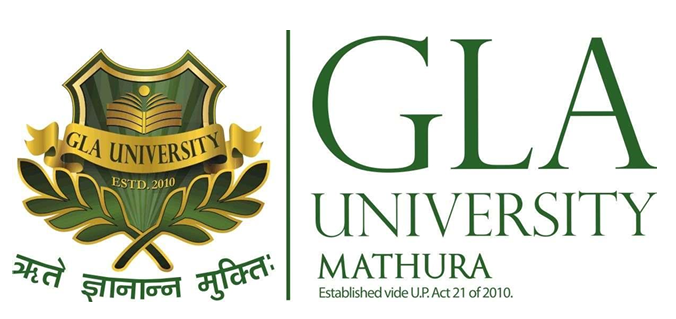 GLA UNIVERSITY
ESTD. 2010
ऋते ज्ञानान्न मुक्तिः
GLA
UNIVERSITY
MATHURA
Established vide U.P. Act 21 of 2010.